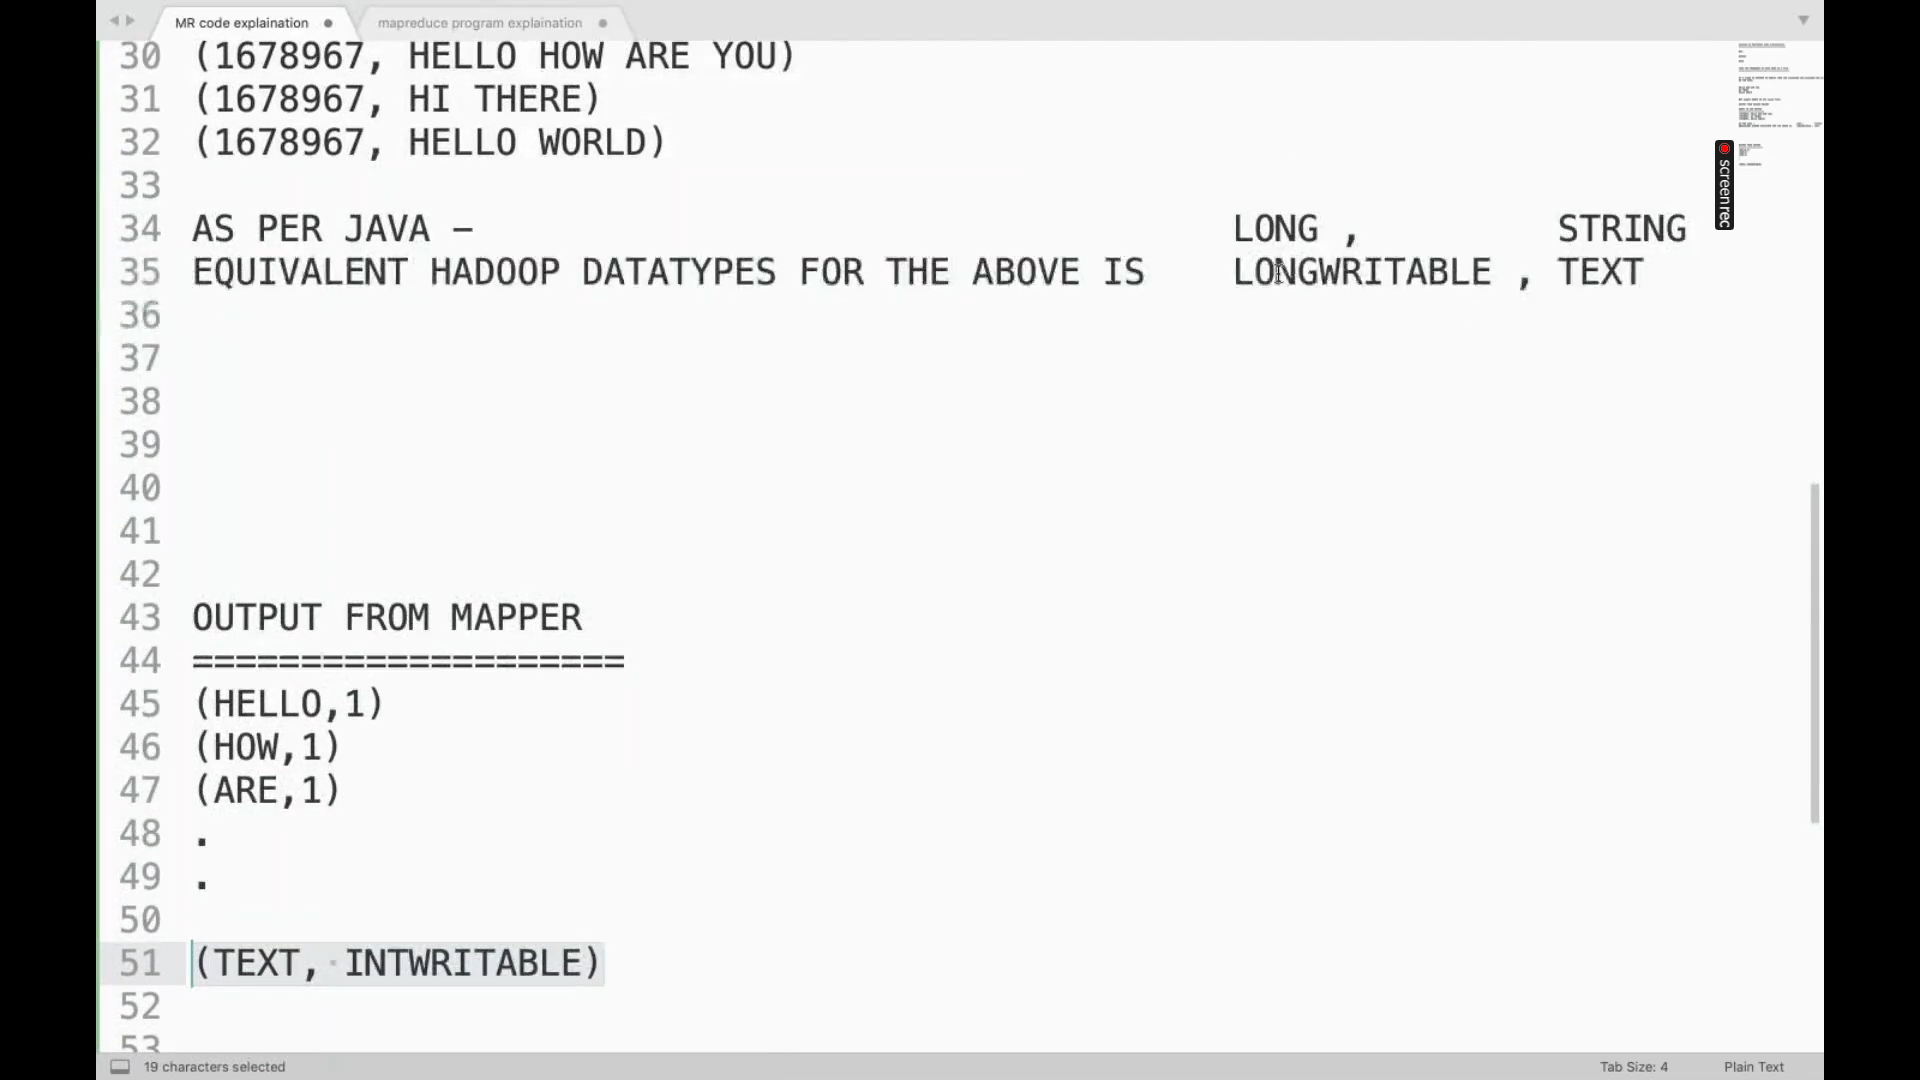 MR code explaination
mapreduce program explaination
30 (1678967, HELLO HOW ARE YOU)
31 (1678967, HI THERE)
32 (1678967, HELLO WORLD)
33
34 AS PER JAVA – LONG , STRING
35 EQUIVALENT HADOOP DATATYPES FOR THE ABOVE IS LONGWRITABLE , TEXT
36
37
38
39
40
41
42
43 OUTPUT FROM MAPPER
44 ====================
45 (HELLO,1)
46 (HOW,1)
47 (ARE,1)
48 .
49 .
50
51 (TEXT, INTWRITABLE)
52
53
screenrec
19 characters selected
Tab Size: 4
Plain Text